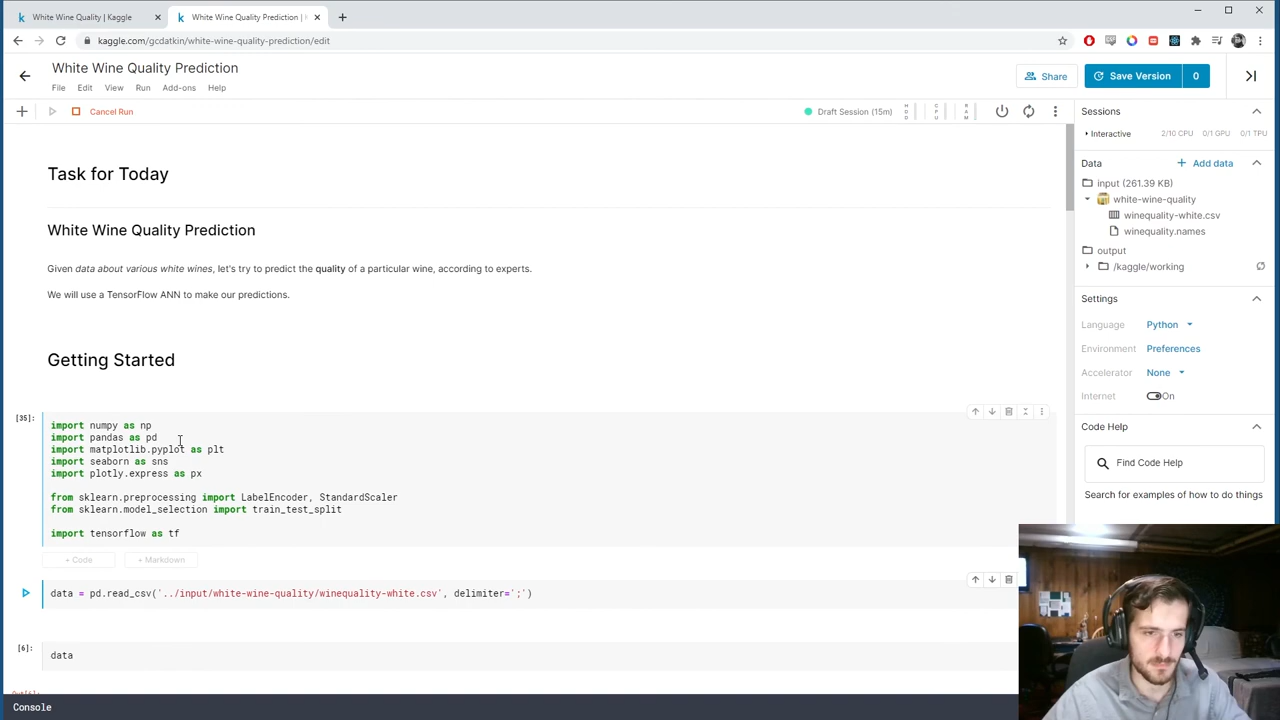 White Wine Quality | Kaggle
White Wine Quality Prediction |
kaggle.com/gcdatkin/white-wine-quality-prediction/edit
White Wine Quality Prediction
File Edit View Run Add-ons Help
Share
Save Version 0
Cancel Run
Draft Session (15m)
HDD
CPU
RAM
Task for Today
White Wine Quality Prediction
Given data about various white wines, let's try to predict the quality of a particular wine, according to experts.
We will use a TensorFlow ANN to make our predictions.
Getting Started
[35]:
import numpy as np
import pandas as pd
import matplotlib.pyplot as plt
import seaborn as sns
import plotly.express as px
from sklearn.preprocessing import LabelEncoder, StandardScaler
from sklearn.model_selection import train_test_split
import tensorflow as tf
+ Code + Markdown
data = pd.read_csv('../input/white-wine-quality/winequality-white.csv', delimiter=';')
[6]:
data
Console
Sessions
Interactive 2/10 CPU 0/1 GPU 0/1 TPU
Data + Add data
input (261.39 KB)
white-wine-quality
winequality-white.csv
winequality.names
output
/kaggle/working
Settings
Language Python
Environment Preferences
Accelerator None
Internet On
Code Help
Find Code Help
Search for examples of how to do things